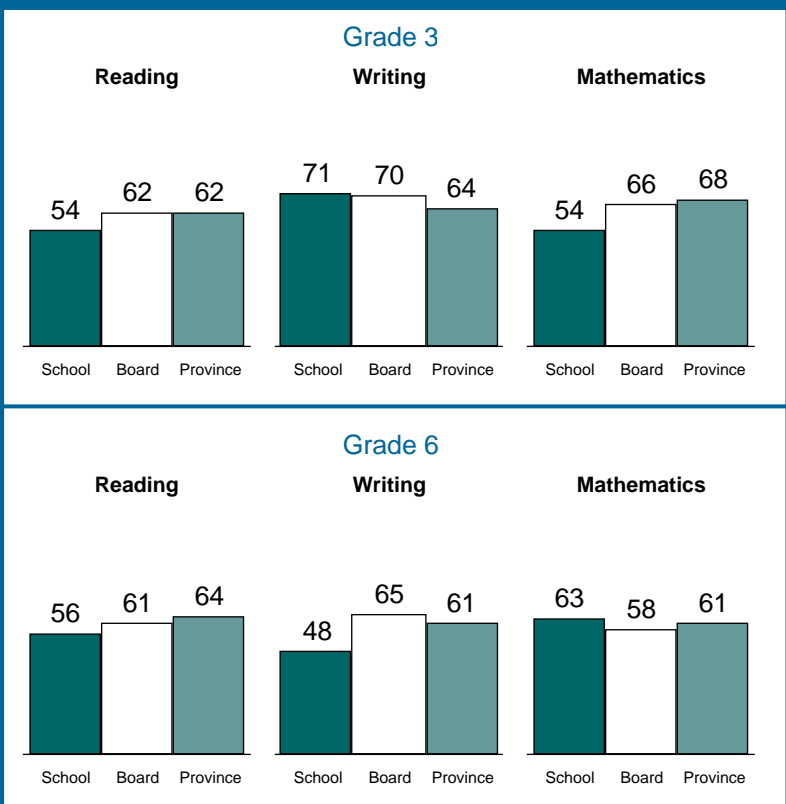 Grade 3
Reading Writing Mathematics
54 62 62 71 70 64 54 66 68
School Board Province School Board Province School Board Province
Grade 6
Reading Writing Mathematics
56 61 64 48 65 61 63 58 61
School Board Province School Board Province School Board Province